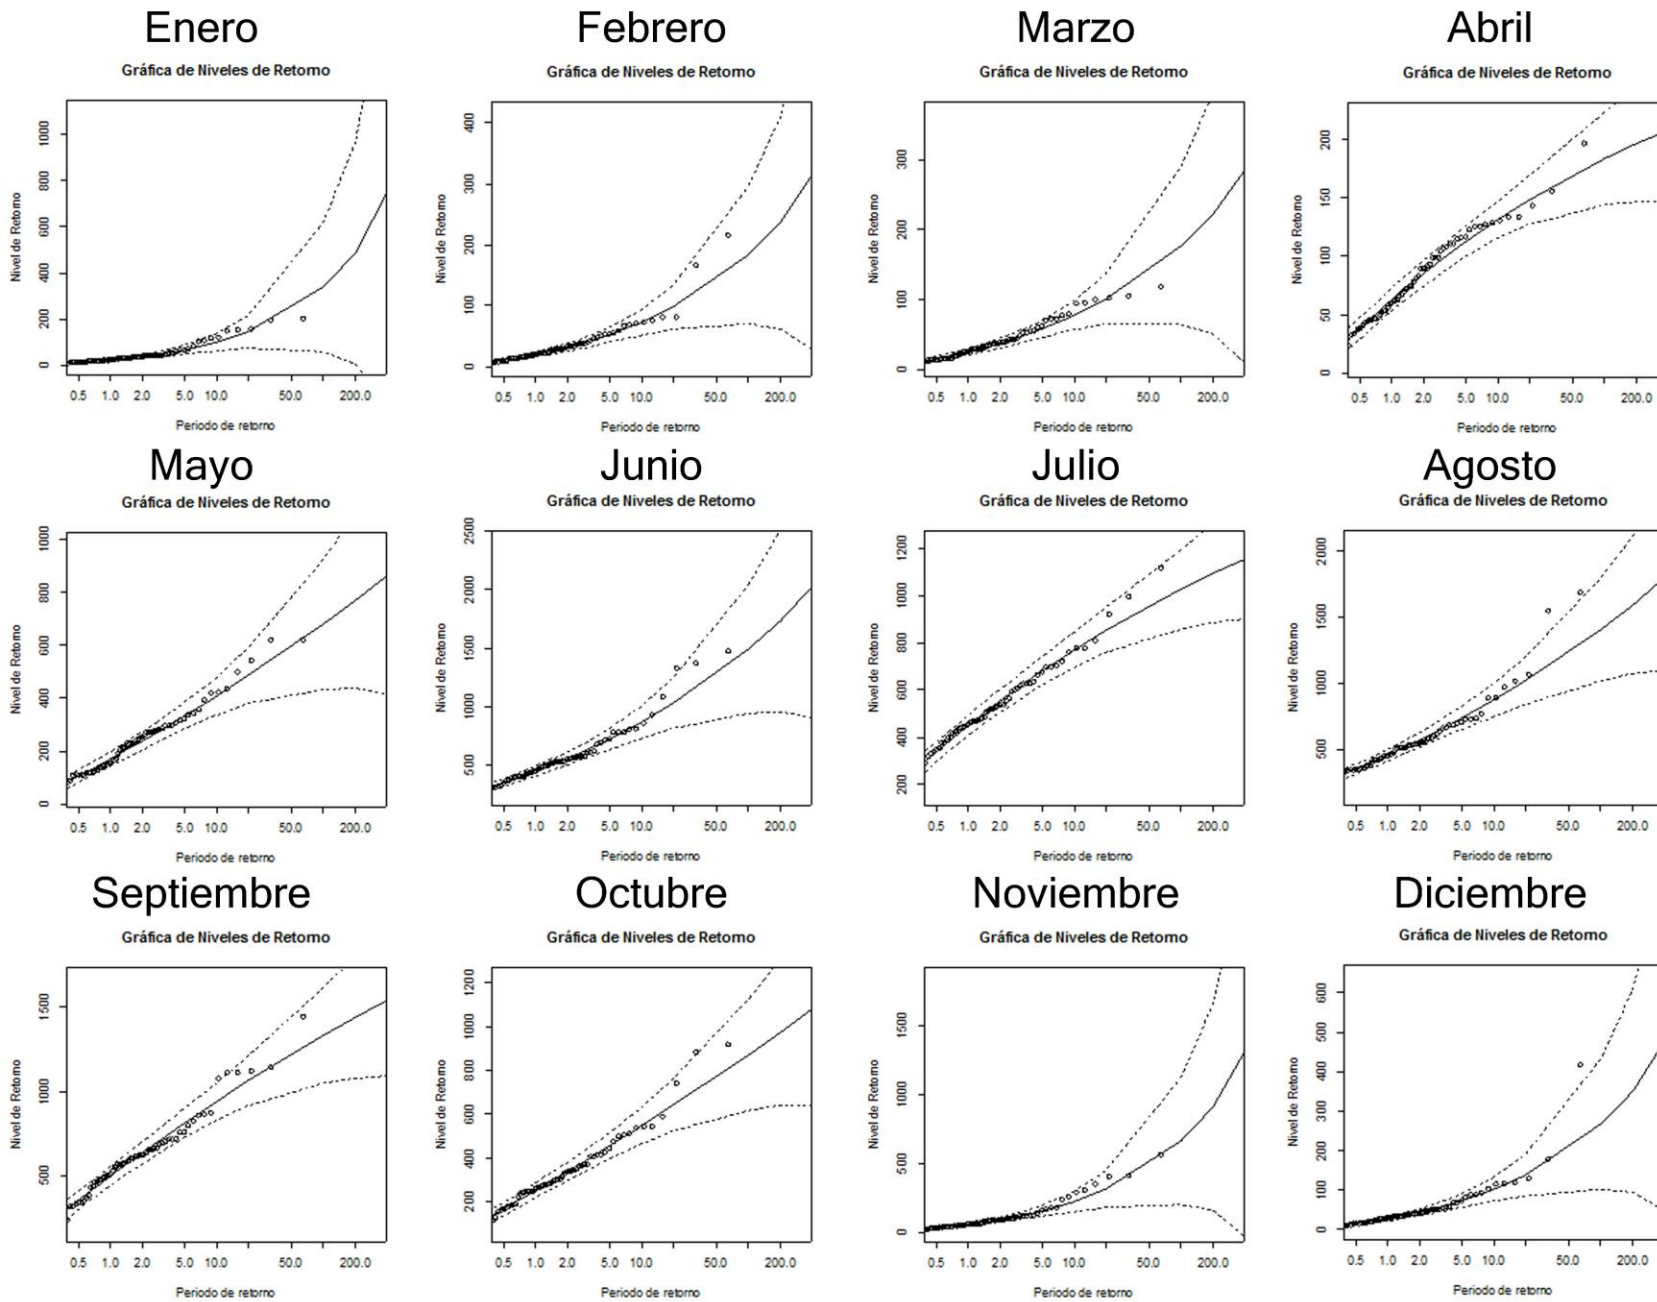 Enero
Gráfica de Niveles de Retorno
Nivel de Retorno
0 200 400 600 800 1000
0.5 1.0 2.0 5.0 10.0 50.0 200.0
Periodo de retorno
Febrero
Gráfica de Niveles de Retorno
Nivel de Retorno
0 100 200 300 400
0.5 1.0 2.0 5.0 10.0 50.0 200.0
Periodo de retorno
Marzo
Gráfica de Niveles de Retorno
Nivel de Retorno
0 100 200 300
0.5 1.0 2.0 5.0 10.0 50.0 200.0
Periodo de retorno
Abril
Gráfica de Niveles de Retorno
Nivel de Retorno
0 50 100 150 200
0.5 1.0 2.0 5.0 10.0 50.0 200.0
Periodo de retorno
Mayo
Gráfica de Niveles de Retorno
Nivel de Retorno
0 200 400 600 800 1000
0.5 1.0 2.0 5.0 10.0 50.0 200.0
Periodo de retorno
Junio
Gráfica de Niveles de Retorno
Nivel de Retorno
500 1000 1500 2000 2500
0.5 1.0 2.0 5.0 10.0 50.0 200.0
Periodo de retorno
Julio
Gráfica de Niveles de Retorno
Nivel de Retorno
200 400 600 800 1000 1200
0.5 1.0 2.0 5.0 10.0 50.0 200.0
Periodo de retorno
Agosto
Gráfica de Niveles de Retorno
Nivel de Retorno
500 1000 1500 2000
0.5 1.0 2.0 5.0 10.0 50.0 200.0
Periodo de retorno
Septiembre
Gráfica de Niveles de Retorno
Nivel de Retorno
500 1000 1500
0.5 1.0 2.0 5.0 10.0 50.0 200.0
Periodo de retorno
Octubre
Gráfica de Niveles de Retorno
Nivel de Retorno
200 400 600 800 1000 1200
0.5 1.0 2.0 5.0 10.0 50.0 200.0
Periodo de retorno
Noviembre
Gráfica de Niveles de Retorno
Nivel de Retorno
0 500 1000 1500
0.5 1.0 2.0 5.0 10.0 50.0 200.0
Periodo de retorno
Diciembre
Gráfica de Niveles de Retorno
Nivel de Retorno
0 100 200 300 400 500 600
0.5 1.0 2.0 5.0 10.0 50.0 200.0
Periodo de retorno